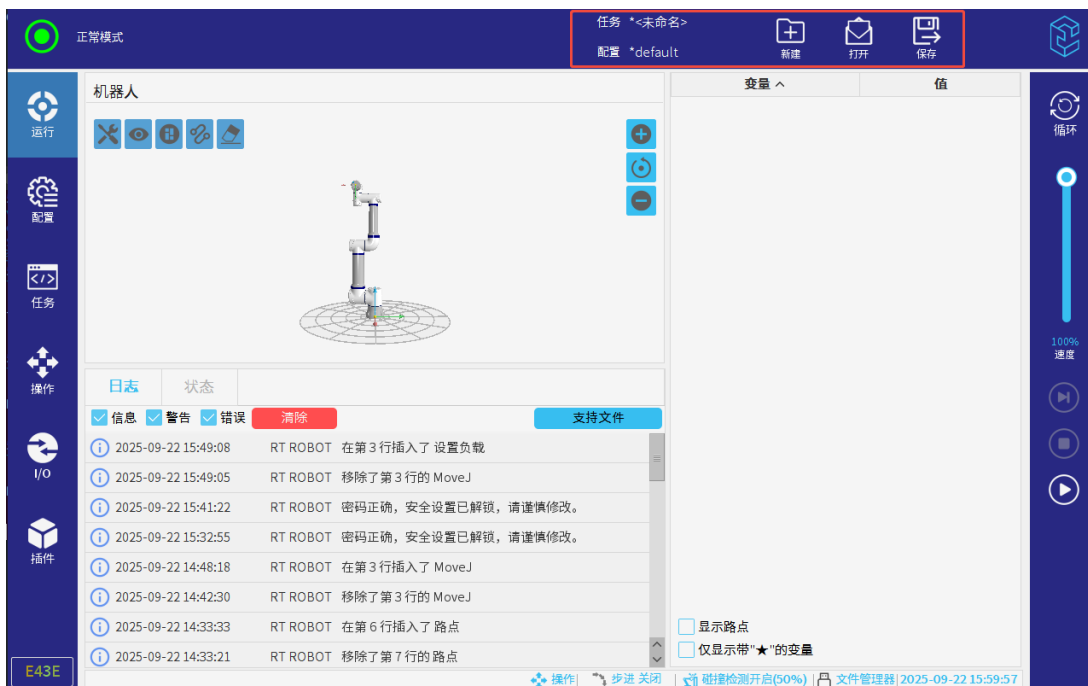 正常模式
任务 *<未命名>
配置 *default
新建 打开 保存
运行
配置
任务
操作
I/O
插件
E43E
机器人
变量 值
循环
100%
速度
日志 状态
信息 警告 错误 清除 支持文件
2025-09-22 15:49:08 RT ROBOT 在第3行插入了 设置负载
2025-09-22 15:49:05 RT ROBOT 移除了第3行的 MoveJ
2025-09-22 15:41:22 RT ROBOT 密码正确，安全设置已解锁，请谨慎修改。
2025-09-22 15:32:55 RT ROBOT 密码正确，安全设置已解锁，请谨慎修改。
2025-09-22 14:48:18 RT ROBOT 在第3行插入了 MoveJ
2025-09-22 14:42:30 RT ROBOT 移除了第3行的 MoveJ
2025-09-22 14:33:33 RT ROBOT 在第6行插入了 路点
2025-09-22 14:33:21 RT ROBOT 移除了第7行的 路点
显示路点
仅显示带"★"的变量
操作| 步进 关闭 | 碰撞检测开启(50%) | 文件管理器| 2025-09-22 15:59:57